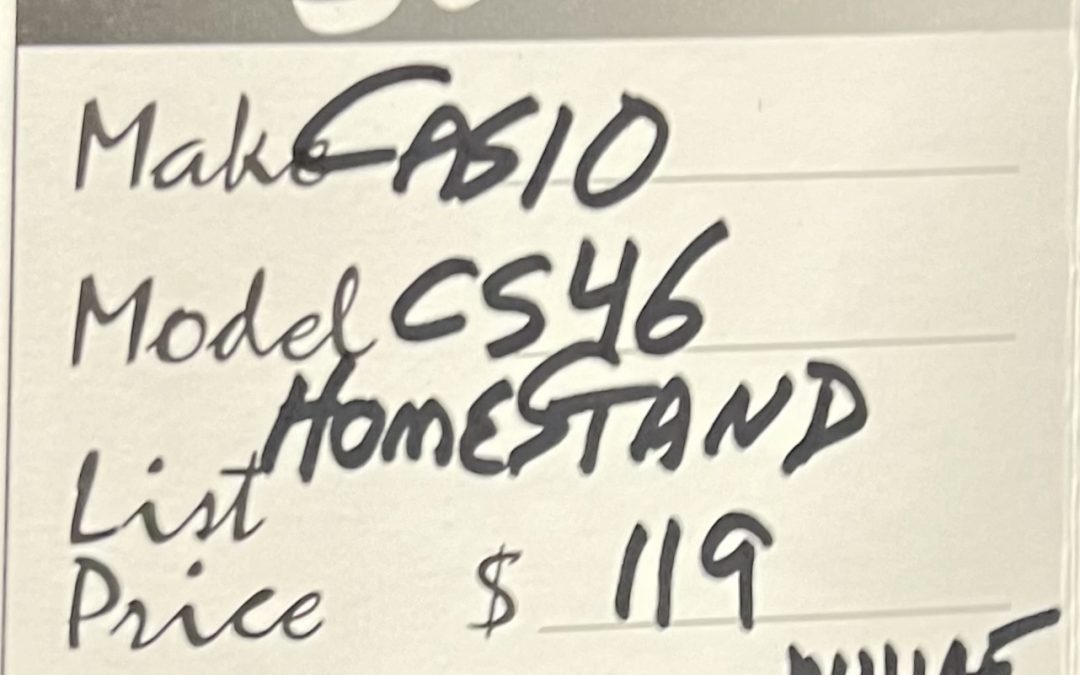 Make CASIO
Model CS46
HOMESTAND
List
Price $ 119